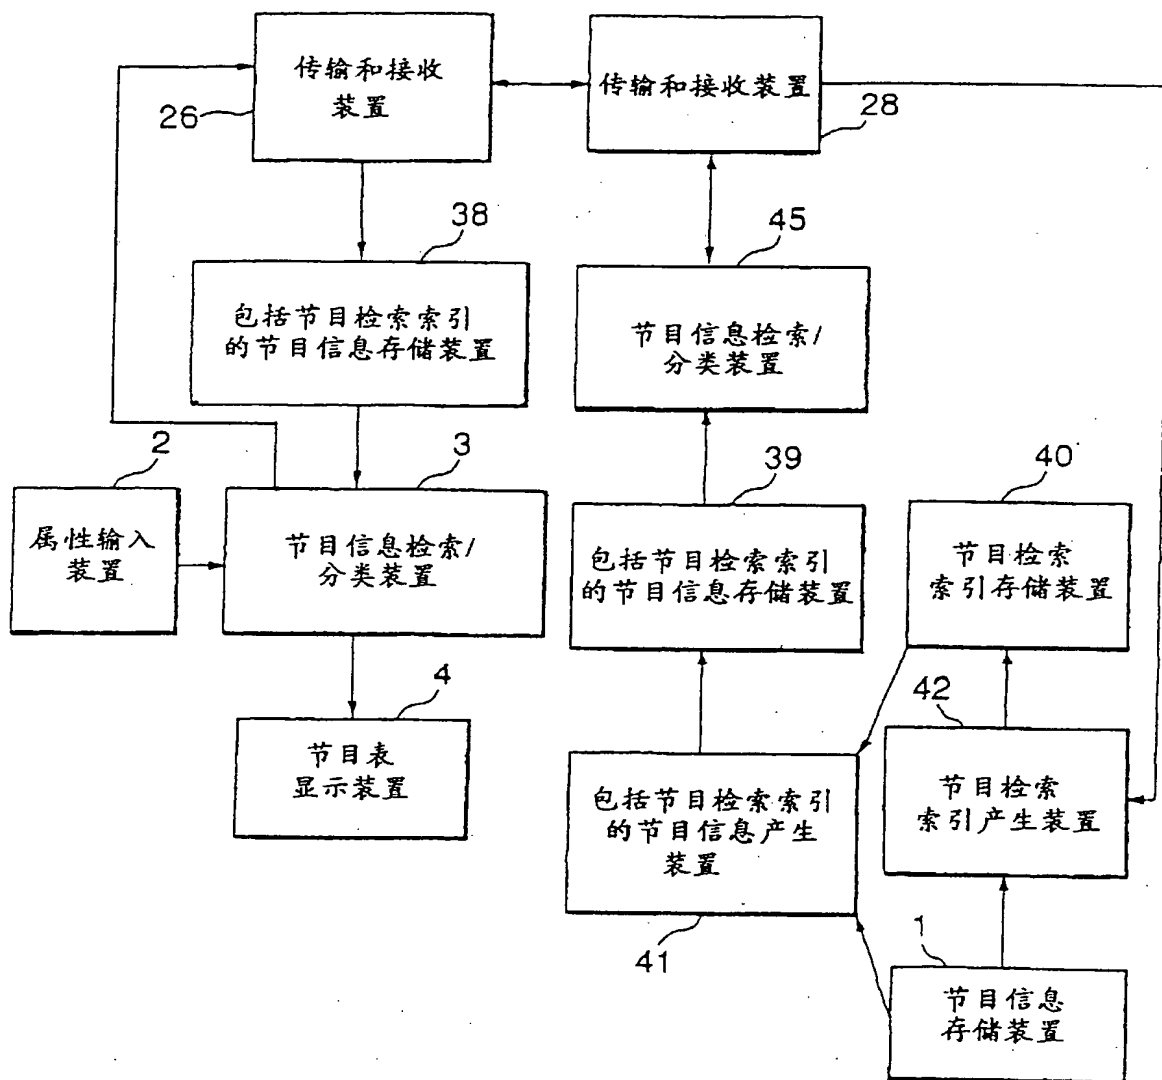 传输和接收
装置
26
传输和接收装置
28
38
包括节目检索索引
的节目信息存储装置
45
节目信息检索/
分类装置
2
属性输入
装置
3
节目信息检索/
分类装置
39
包括节目检索索引
的节目信息存储装置
40
节目检索
索引存储装置
4
节目表
显示装置
42
节目检索
索引产生装置
包括节目检索索引
的节目信息产生
装置
41
1
节目信息
存储装置